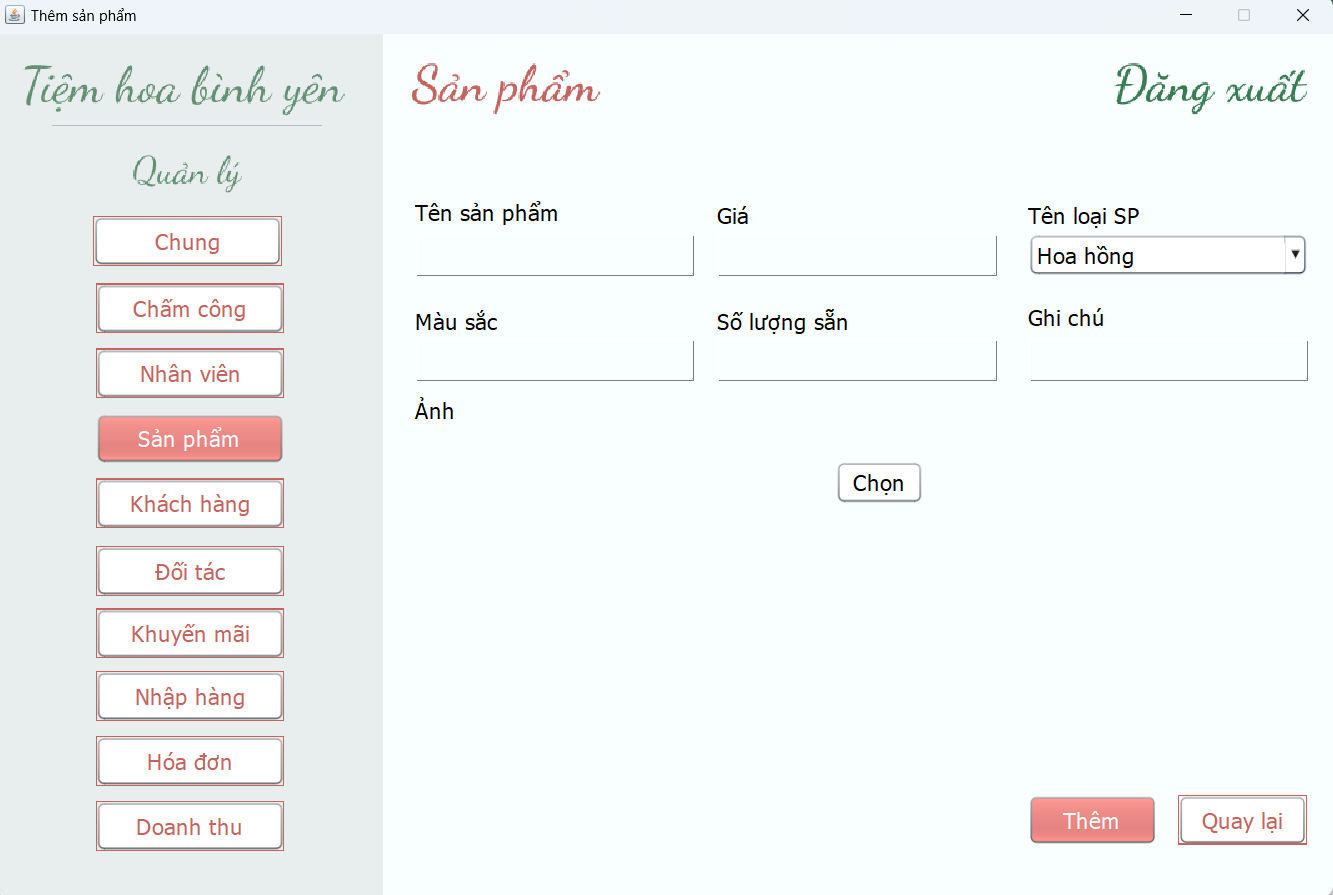 Thêm sản phẩm
Tiệm hoa bình yên
Quản lý
Chung
Chấm công
Nhân viên
Sản phẩm
Khách hàng
Đối tác
Khuyến mãi
Nhập hàng
Hóa đơn
Doanh thu
Sản phẩm
Đăng xuất
Tên sản phẩm
Giá
Tên loại SP
Hoa hồng
Màu sắc
Số lượng sẵn
Ghi chú
Ảnh
Chọn
Thêm
Quay lại